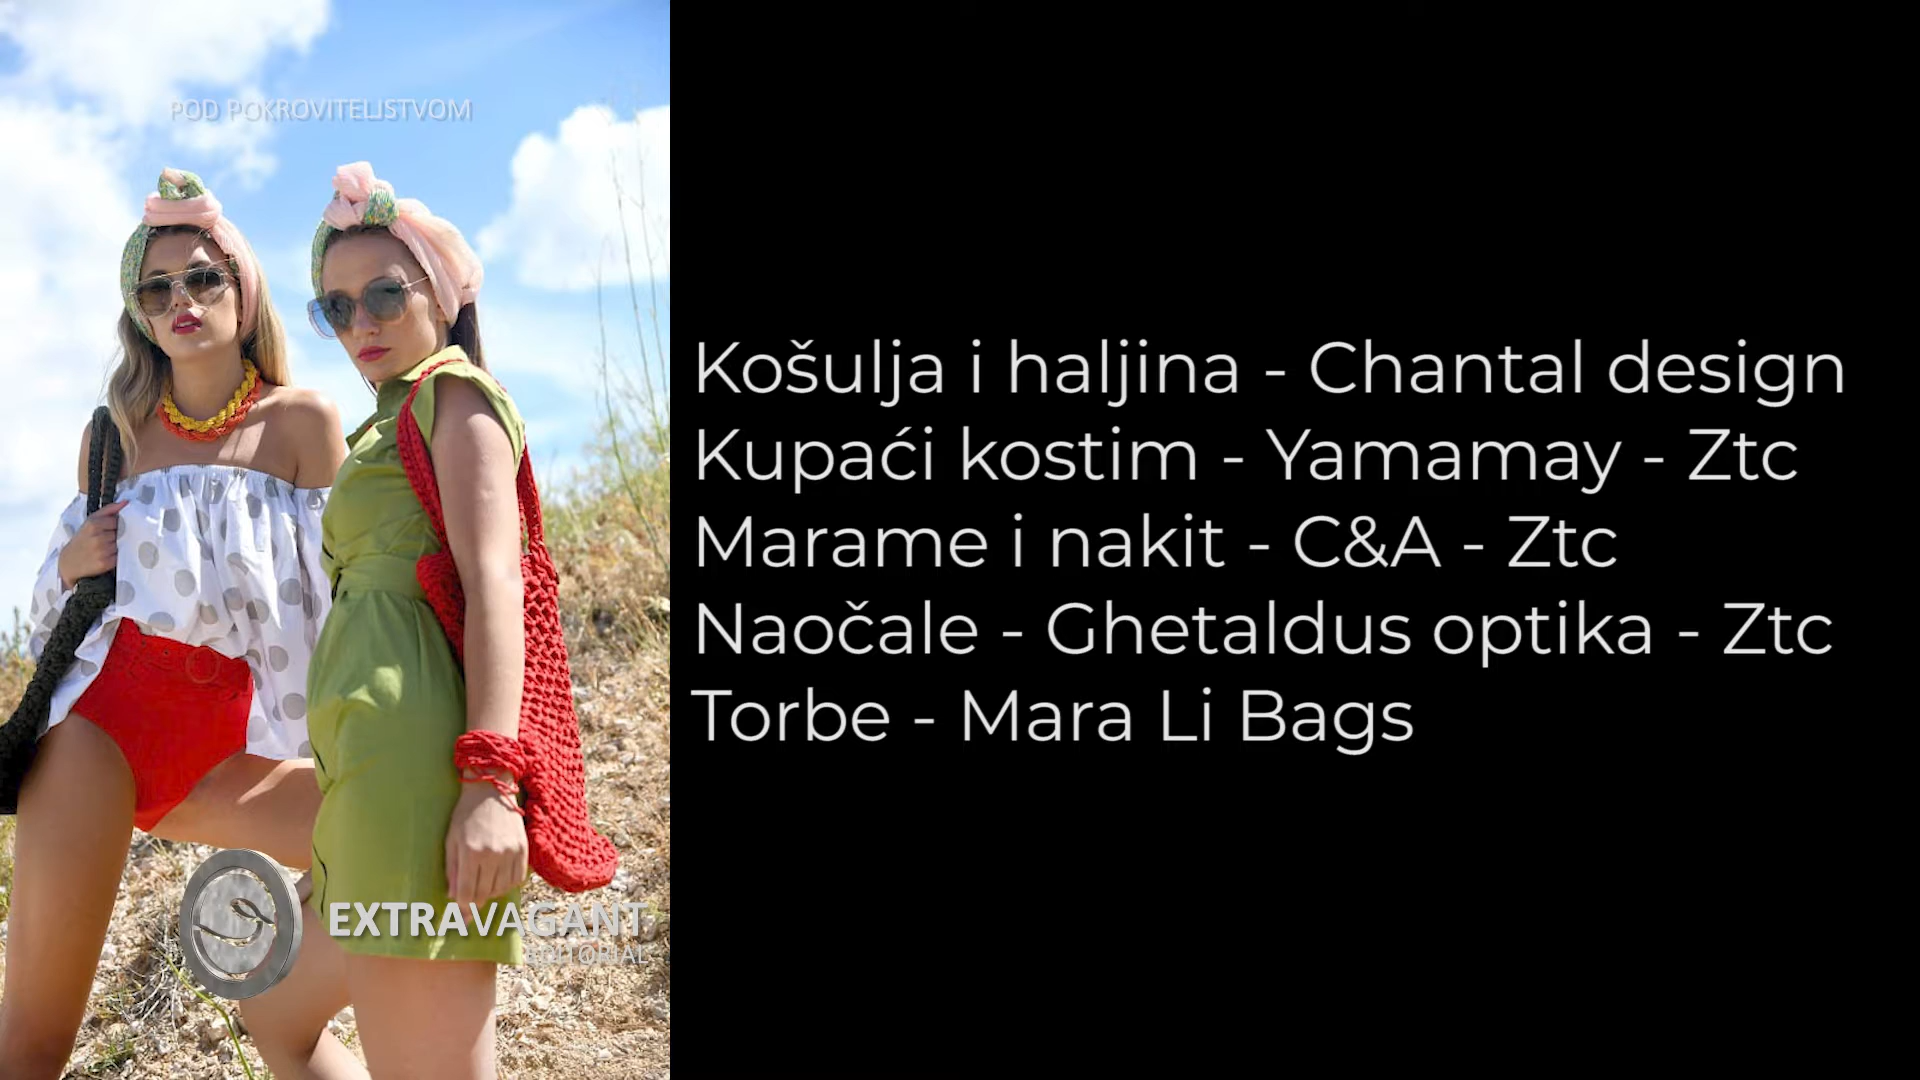 POD POKROVITELJSTVOM
EXTRAVAGANT
EDITORIAL
Košulja i haljina - Chantal design
Kupaći kostim - Yamamay - Ztc
Marame i nakit - C&A - Ztc
Naočale - Ghetaldus optika - Ztc
Torbe - Mara Li Bags